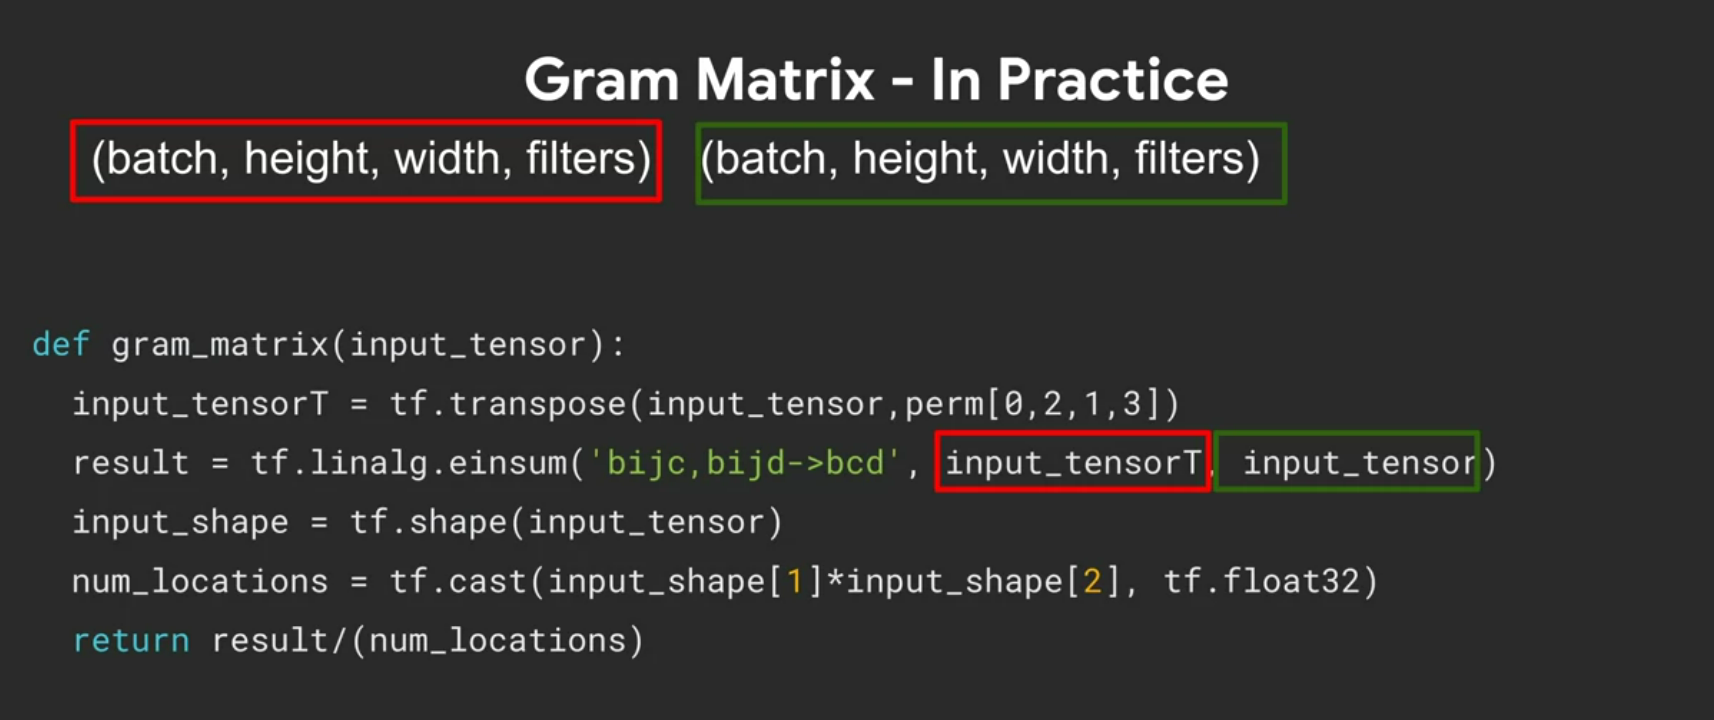 Gram Matrix - In Practice
(batch, height, width, filters) (batch, height, width, filters)
def gram_matrix(input_tensor):
input_tensorT = tf.transpose(input_tensor,perm[0,2,1,3])
result = tf.linalg.einsum('bijc,bijd->bcd', input_tensorT, input_tensor)
input_shape = tf.shape(input_tensor)
num_locations = tf.cast(input_shape[1]*input_shape[2], tf.float32)
return result/(num_locations)